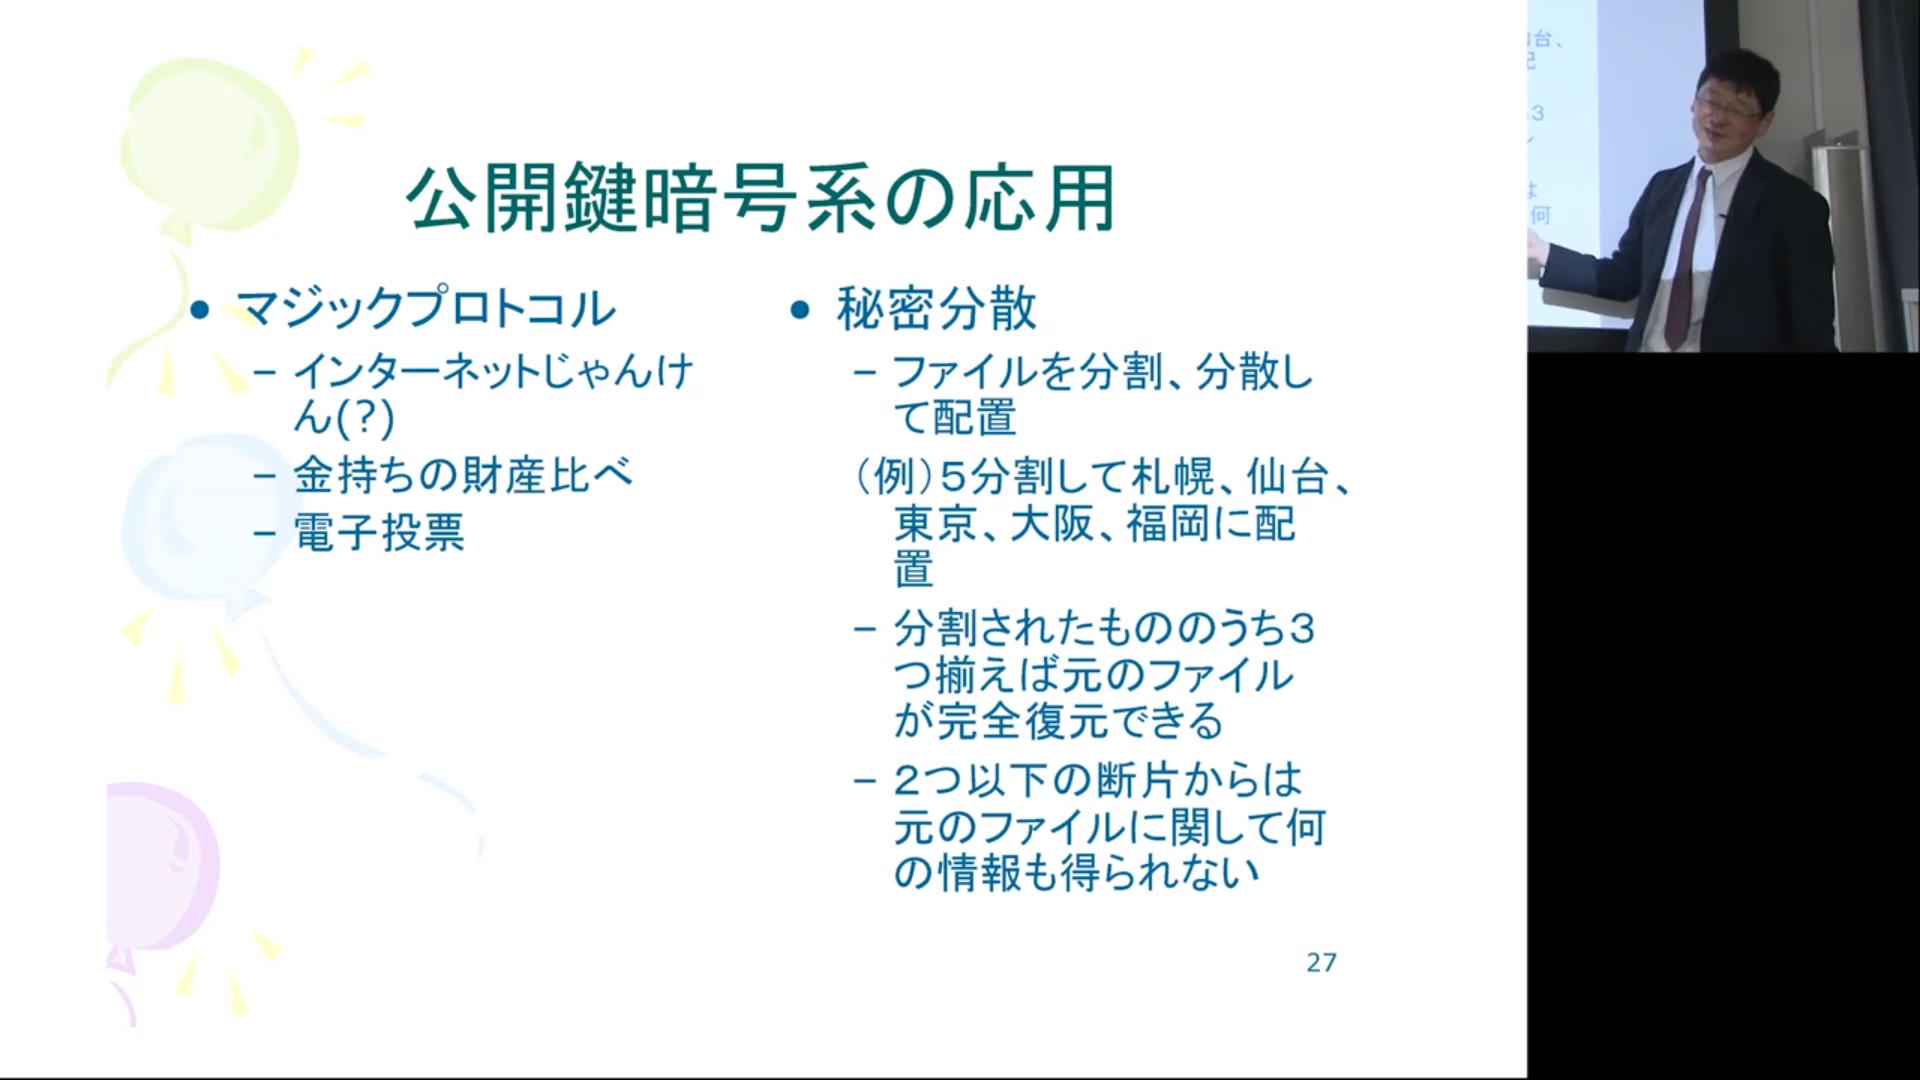 公開鍵暗号系の応用
• マジックプロトコル
– インターネットじゃんけ
ん(?)
– 金持ちの財産比べ
– 電子投票
• 秘密分散
– ファイルを分割、分散し
て配置
（例）５分割して札幌、仙台、
東京、大阪、福岡に配
置
– 分割されたもののうち３
つ揃えば元のファイル
が完全復元できる
– ２つ以下の断片からは
元のファイルに関して何
の情報も得られない
27
台、
3
は
何